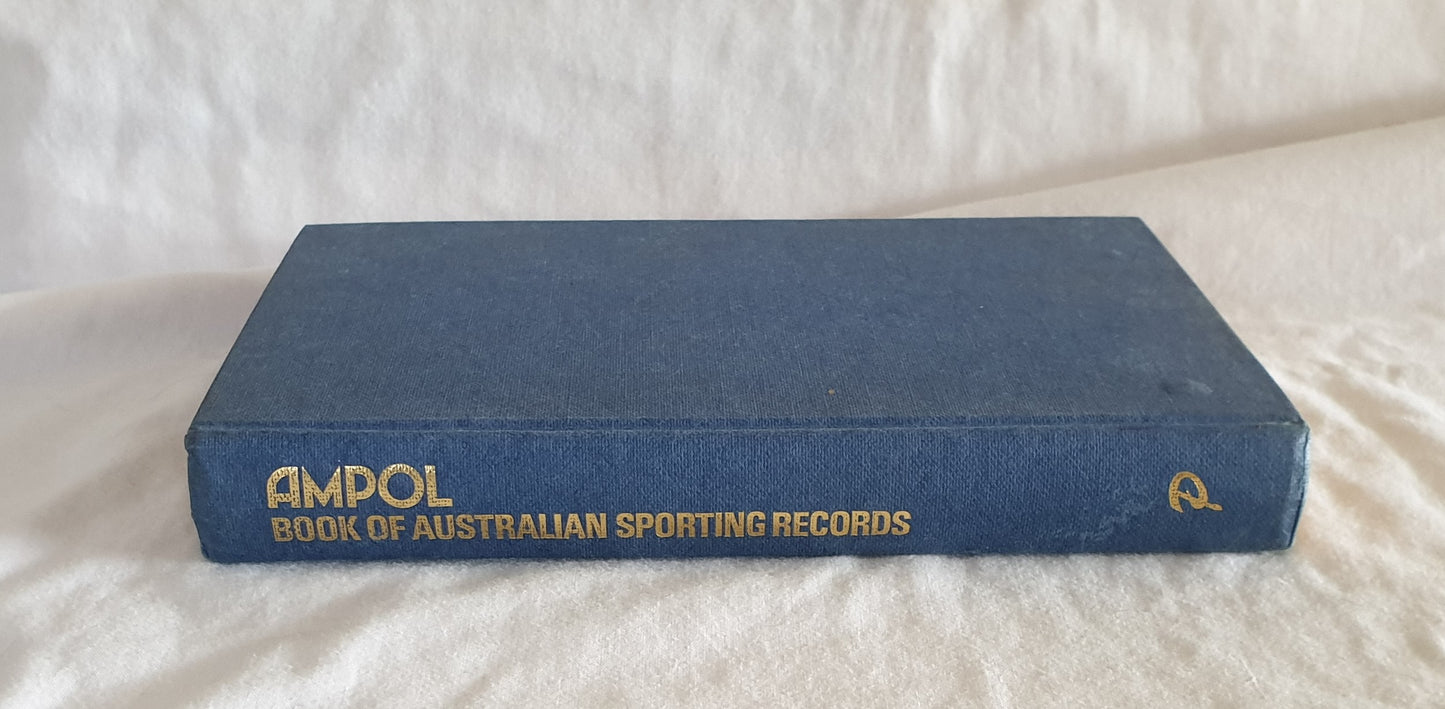 AMPOL
BOOK OF AUSTRALIAN SPORTING RECORDS